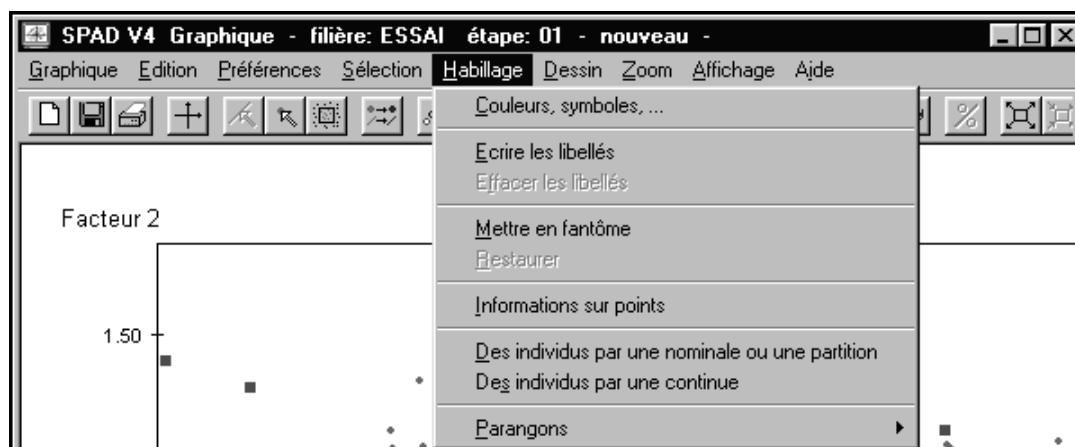 SPAD V4 Graphique - filière: ESSAI étape: 01 - nouveau -
Graphique Edition Préférences Sélection Habillage Dessin Zoom Affichage Aide
Couleurs, symboles, ...
%
Ecrire les libellés
Effacer les libellés
Facteur 2
Mettre en fantôme
Restaurer
Informations sur points
1.50
Des individus par une nominale ou une partition
Des individus par une continue
Parangons